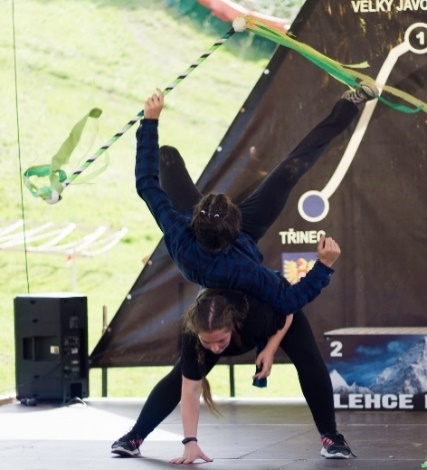 VELKÝ JAVO
1
TŘINEC
2
LEHCE